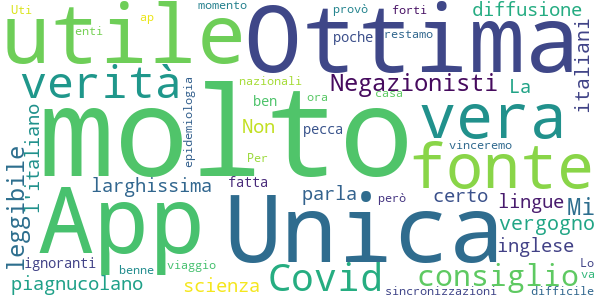 Uti
momento
ap
provò
forti
diffusione
utile
Ottima
enti
poche
restamo
italiani
verità
nazionali
Negazionisti
La
epidemiologia
casa
l'italiano
molto
ben
ora
vera
Non
pecca
vinceremo
fonte
Per
leggibile
larghissima
fatta
parla
però
certo
lingue
Mi
App
Unica
vergogno
inglese
ignoranti
benne
viaggio
Covid
consiglio
Lo
va
piagnucolano
scienza
sincronizzazioni
difficile